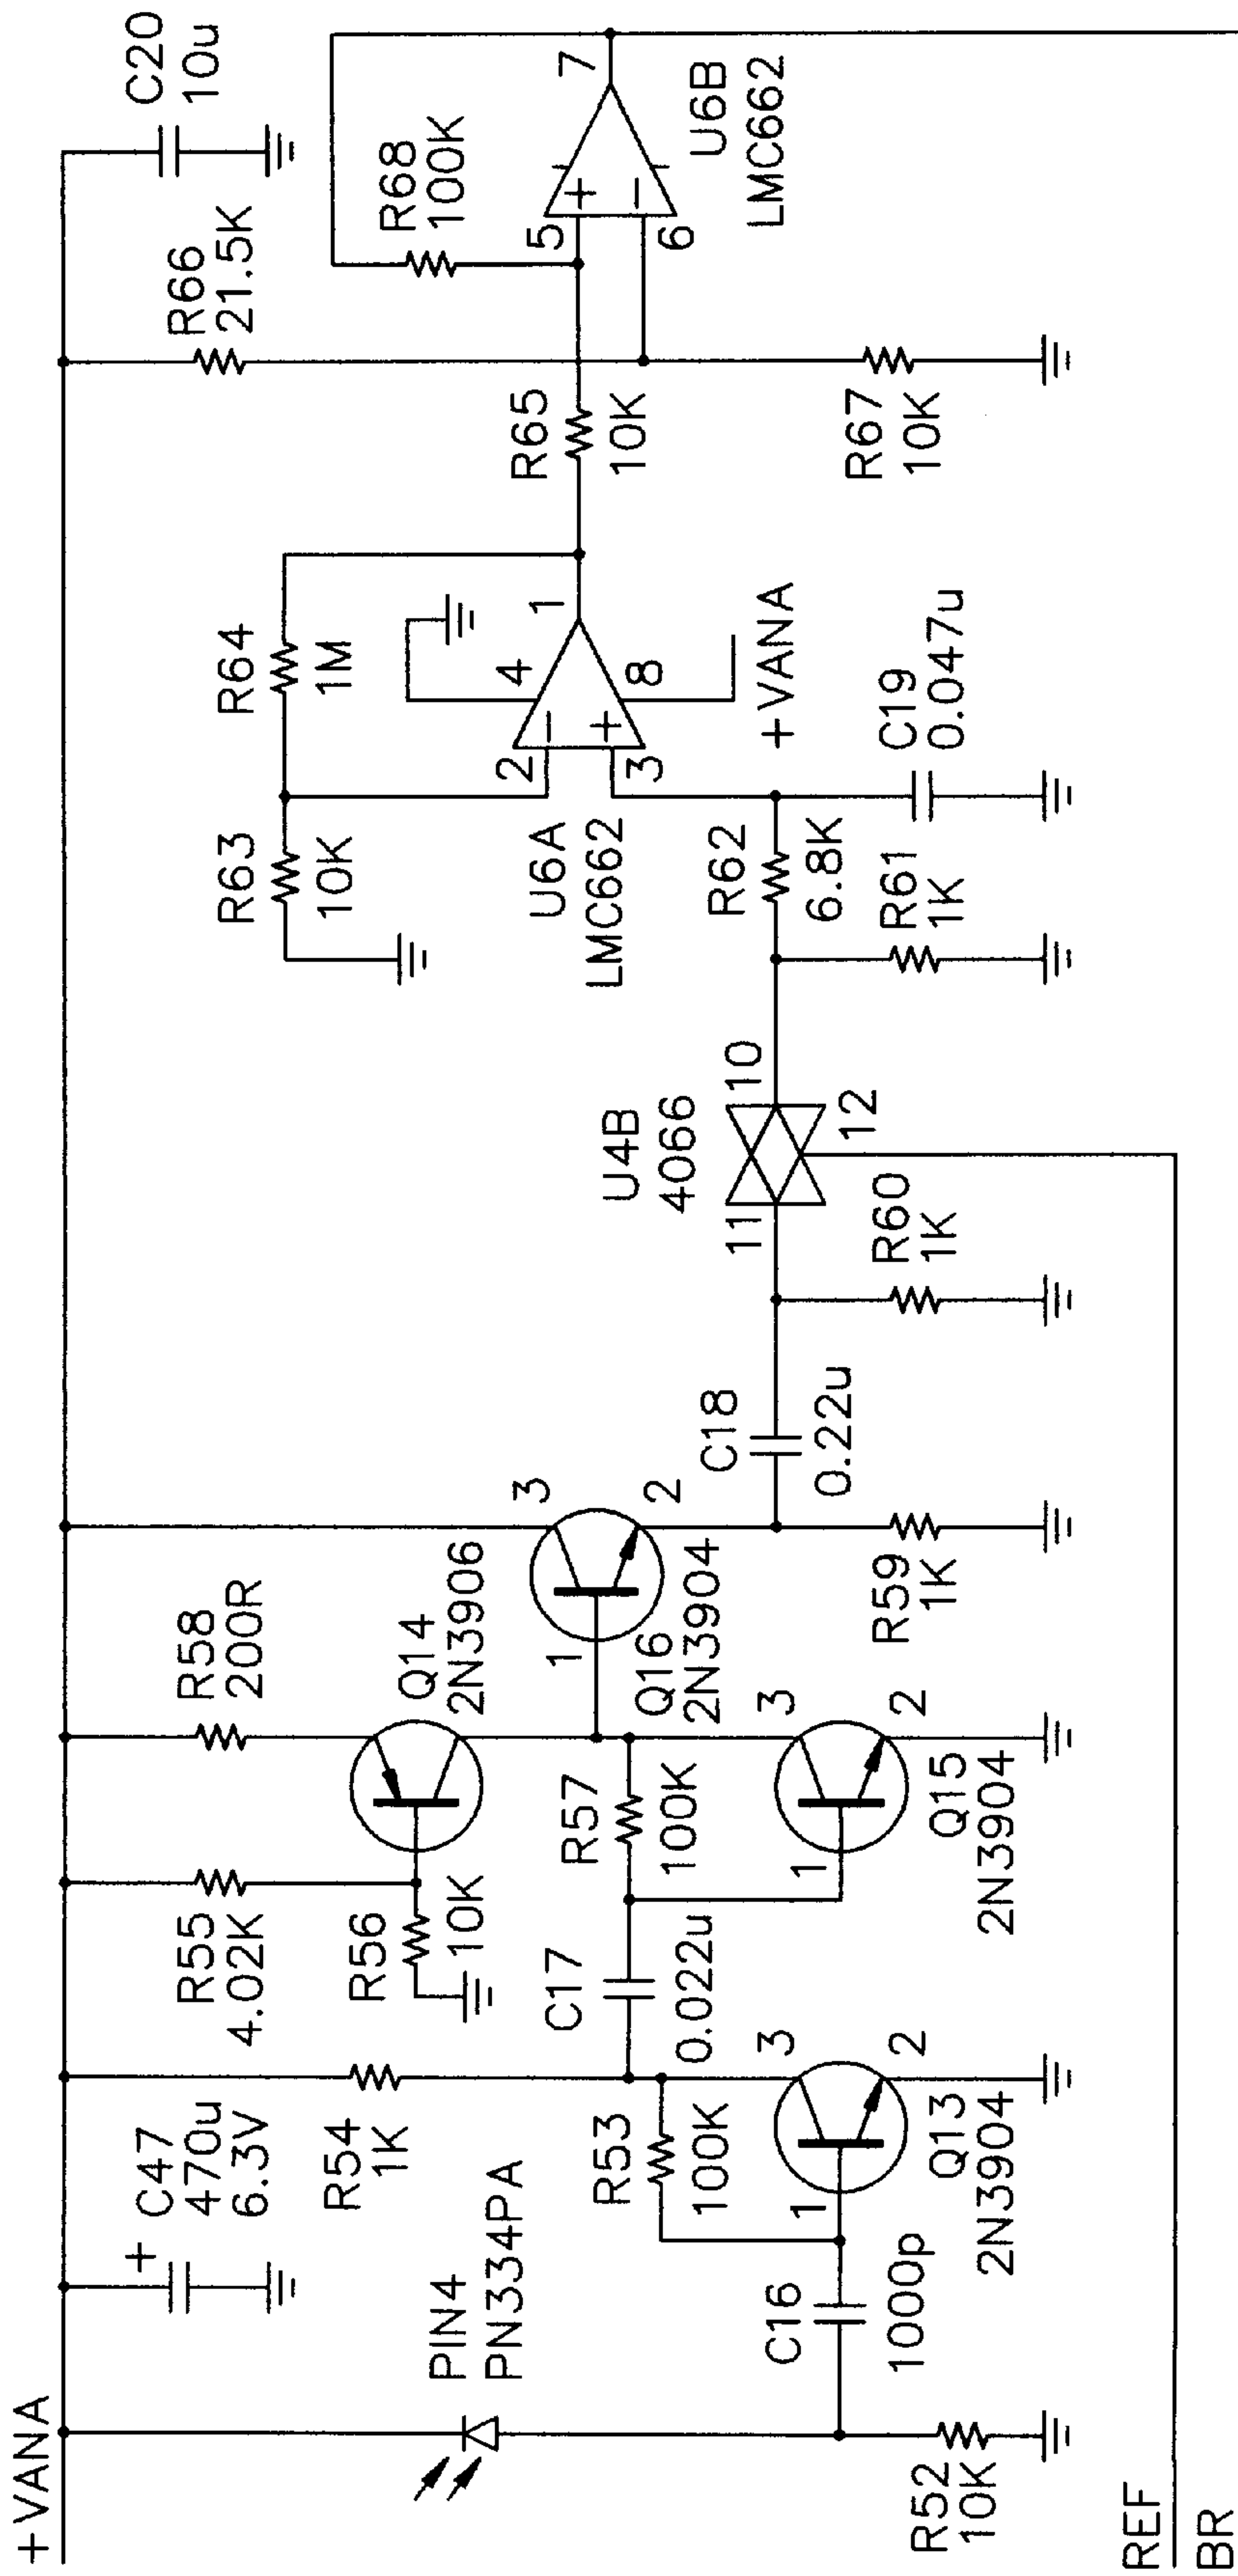 +VANA
C47
470u
6.3V
+
PIN4
PN334PA
R52
10K
C16
1000p
R54
1K
R53
100K
1
3
2
Q13
2N3904
C17
0.022u
R55
4.02K
R56
10K
R58
200R
Q14
2N3906
R57
100K
1
3
2
Q15
2N3904
1
3
2
Q16
2N3904
R59
1K
C18
0.22u
R60
1K
U4B
4066
11
10
12
R61
1K
R62
6.8K
C19
0.047u
R63
10K
R64
1M
U6A
LMC662
2
3
4
8
1
−
+
+VANA
R65
10K
R66
21.5K
R67
10K
R68
100K
C20
10u
5
6
7
+
−
U6B
LMC662
REF
BR